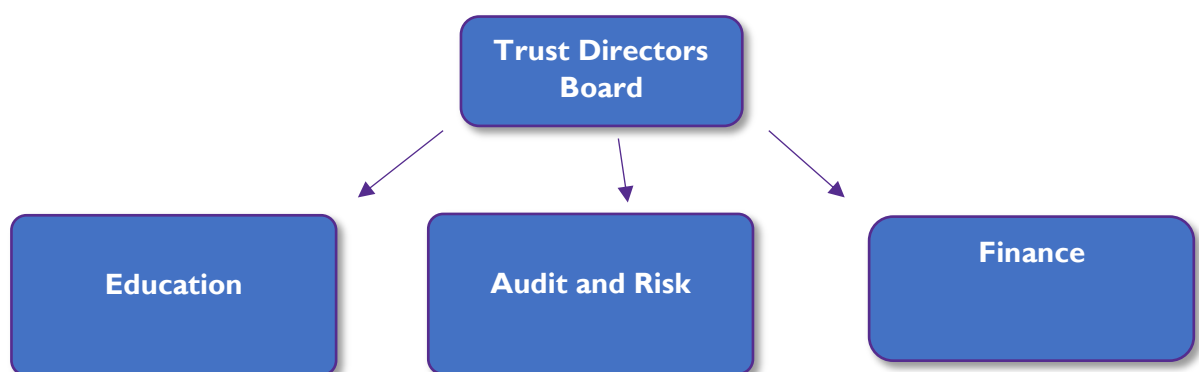 Trust Directors
Board
Education
Audit and Risk
Finance